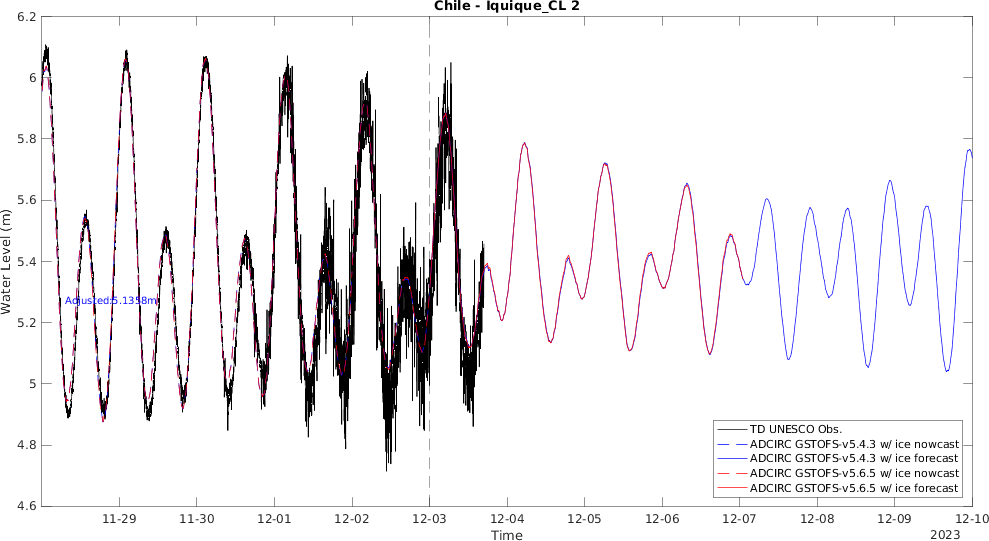 Chile - Iquique_CL 2
6.2
6
5.8
5.6
5.4
5.2
5
4.8
4.6
Water Level (m)
Adjusted:5.1358m
TD UNESCO Obs.
ADCIRC GSTOFS-v5.4.3 w/ ice nowcast
ADCIRC GSTOFS-v5.4.3 w/ ice forecast
ADCIRC GSTOFS-v5.6.5 w/ ice nowcast
ADCIRC GSTOFS-v5.6.5 w/ ice forecast
11-29 11-30 12-01 12-02 12-03 12-04 12-05 12-06 12-07 12-08 12-09 12-10
Time
2023